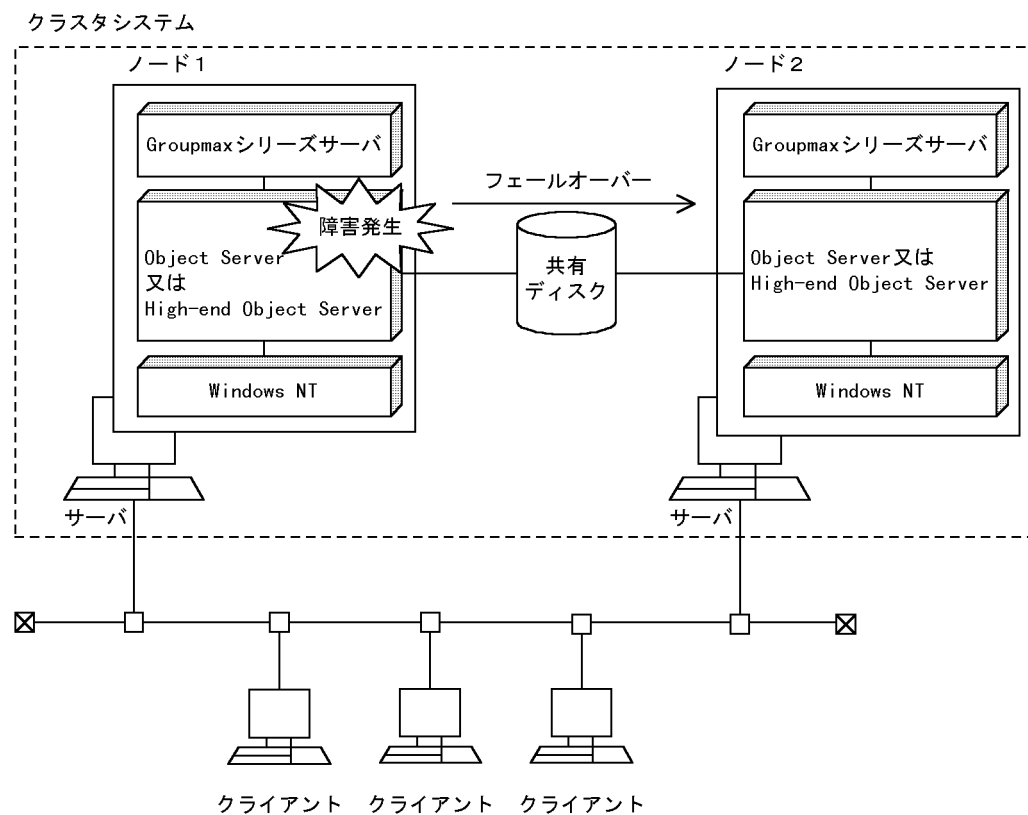 クラスタシステム
ノード1
ノード2
Groupmaxシリーズサーバ
Groupmaxシリーズサーバ
フェールオーバー
障害発生
Object Server
又は
High-end Object Server
共有
ディスク
Object Server又は
High-end Object Server
Windows NT
Windows NT
サーバ
サーバ
クライアント
クライアント
クライアント